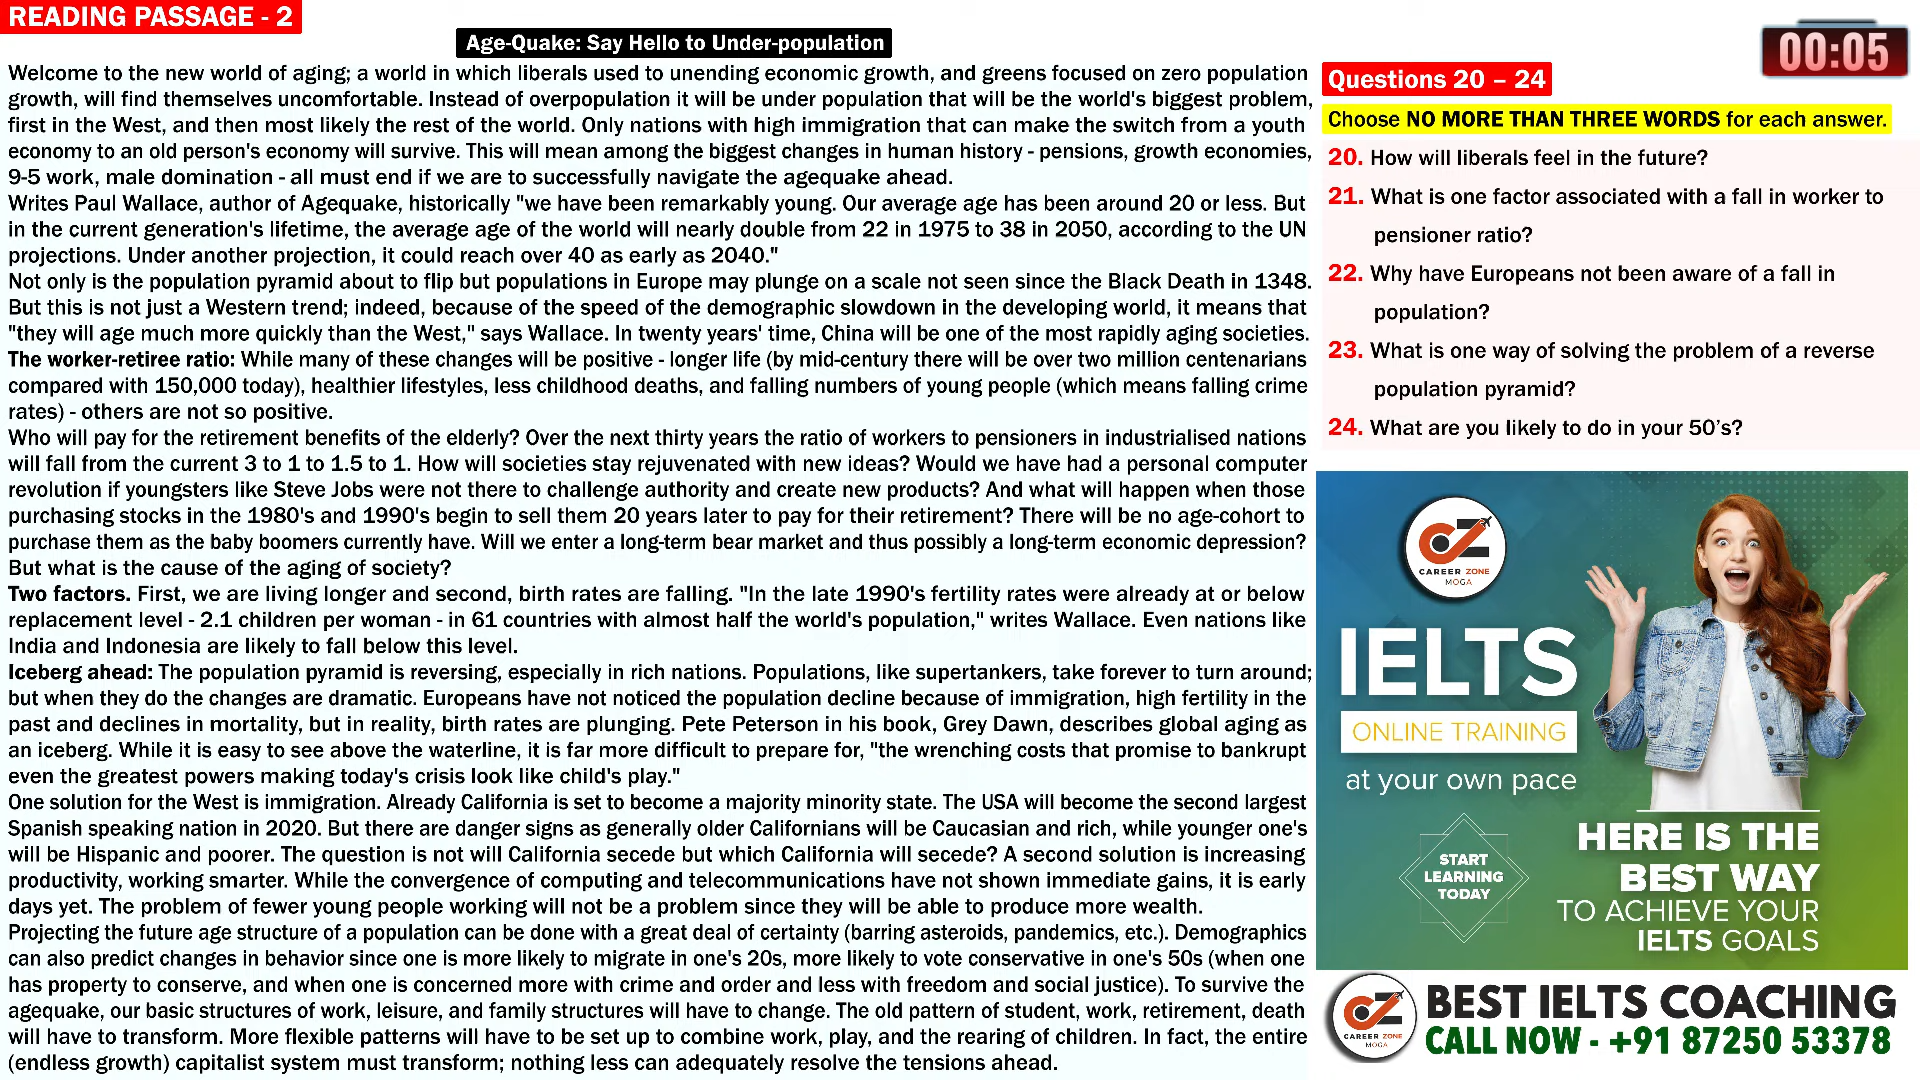 READING PASSAGE - 2
Age-Quake: Say Hello to Under-population
Welcome to the new world of aging; a world in which liberals used to unending economic growth, and greens focused on zero population
growth, will find themselves uncomfortable. Instead of overpopulation it will be under population that will be the world's biggest problem,
first in the West, and then most likely the rest of the world. Only nations with high immigration that can make the switch from a youth
economy to an old person's economy will survive. This will mean among the biggest changes in human history - pensions, growth economies,
9-5 work, male domination - all must end if we are to successfully navigate the agequake ahead.
Writes Paul Wallace, author of Agequake, historically "we have been remarkably young. Our average age has been around 20 or less. But
in the current generation's lifetime, the average age of the world will nearly double from 22 in 1975 to 38 in 2050, according to the UN
projections. Under another projection, it could reach over 40 as early as 2040."
Not only is the population pyramid about to flip but populations in Europe may plunge on a scale not seen since the Black Death in 1348.
But this is not just a Western trend; indeed, because of the speed of the demographic slowdown in the developing world, it means that
"they will age much more quickly than the West," says Wallace. In twenty years' time, China will be one of the most rapidly aging societies.
The worker-retiree ratio: While many of these changes will be positive - longer life (by mid-century there will be over two million centenarians
compared with 150,000 today), healthier lifestyles, less childhood deaths, and falling numbers of young people (which means falling crime
rates) - others are not so positive.
Who will pay for the retirement benefits of the elderly? Over the next thirty years the ratio of workers to pensioners in industrialised nations
will fall from the current 3 to 1 to 1.5 to 1. How will societies stay rejuvenated with new ideas? Would we have had a personal computer
revolution if youngsters like Steve Jobs were not there to challenge authority and create new products? And what will happen when those
purchasing stocks in the 1980's and 1990's begin to sell them 20 years later to pay for their retirement? There will be no age-cohort to
purchase them as the baby boomers currently have. Will we enter a long-term bear market and thus possibly a long-term economic depression?
But what is the cause of the aging of society?
Two factors. First, we are living longer and second, birth rates are falling. "In the late 1990's fertility rates were already at or below
replacement level - 2.1 children per woman - in 61 countries with almost half the world's population," writes Wallace. Even nations like
India and Indonesia are likely to fall below this level.
Iceberg ahead: The population pyramid is reversing, especially in rich nations. Populations, like supertankers, take forever to turn around;
but when they do the changes are dramatic. Europeans have not noticed the population decline because of immigration, high fertility in the
past and declines in mortality, but in reality, birth rates are plunging. Pete Peterson in his book, Grey Dawn, describes global aging as
an iceberg. While it is easy to see above the waterline, it is far more difficult to prepare for, "the wrenching costs that promise to bankrupt
even the greatest powers making today's crisis look like child's play."
One solution for the West is immigration. Already California is set to become a majority minority state. The USA will become the second largest
Spanish speaking nation in 2020. But there are danger signs as generally older Californians will be Caucasian and rich, while younger one's
will be Hispanic and poorer. The question is not will California secede but which California will secede? A second solution is increasing
productivity, working smarter. While the convergence of computing and telecommunications have not shown immediate gains, it is early
days yet. The problem of fewer young people working will not be a problem since they will be able to produce more wealth.
Projecting the future age structure of a population can be done with a great deal of certainty (barring asteroids, pandemics, etc.). Demographics
can also predict changes in behavior since one is more likely to migrate in one's 20s, more likely to vote conservative in one's 50s (when one
has property to conserve, and when one is concerned more with crime and order and less with freedom and social justice). To survive the
agequake, our basic structures of work, leisure, and family structures will have to change. The old pattern of student, work, retirement, death
will have to transform. More flexible patterns will have to be set up to combine work, play, and the rearing of children. In fact, the entire
(endless growth) capitalist system must transform; nothing less can adequately resolve the tensions ahead.
00:05
Questions 20 – 24
Choose NO MORE THAN THREE WORDS for each answer.
20. How will liberals feel in the future?
21. What is one factor associated with a fall in worker to
pensioner ratio?
22. Why have Europeans not been aware of a fall in
population?
23. What is one way of solving the problem of a reverse
population pyramid?
24. What are you likely to do in your 50's?
CAREER ZONE
MOGA
IELTS
ONLINE TRAINING
at your own pace
START
LEARNING
TODAY
HERE IS THE
BEST WAY
TO ACHIEVE YOUR
IELTS GOALS
CAREER ZONE
MOGA
BEST IELTS COACHING
CALL NOW - +91 87250 53378